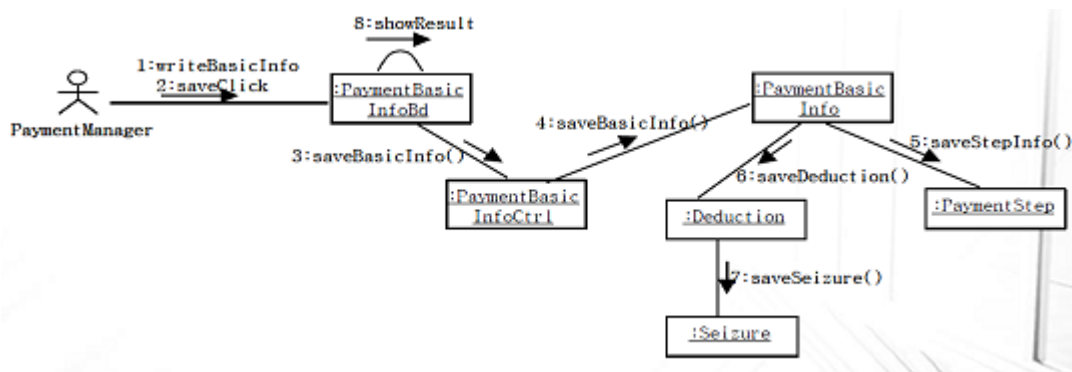 8:showResult
1:writeBasicInfo
2:saveClick
PaymentManager
:PaymentBasic
InfoBd
3:saveBasicInfo()
:PaymentBasic
InfoCtrl
4:saveBasicInfo()
:PaymentBasic
Info
5:saveStepInfo()
6:saveDeduction()
:Deduction
:PaymentStep
7:saveSeizure()
:Seizure